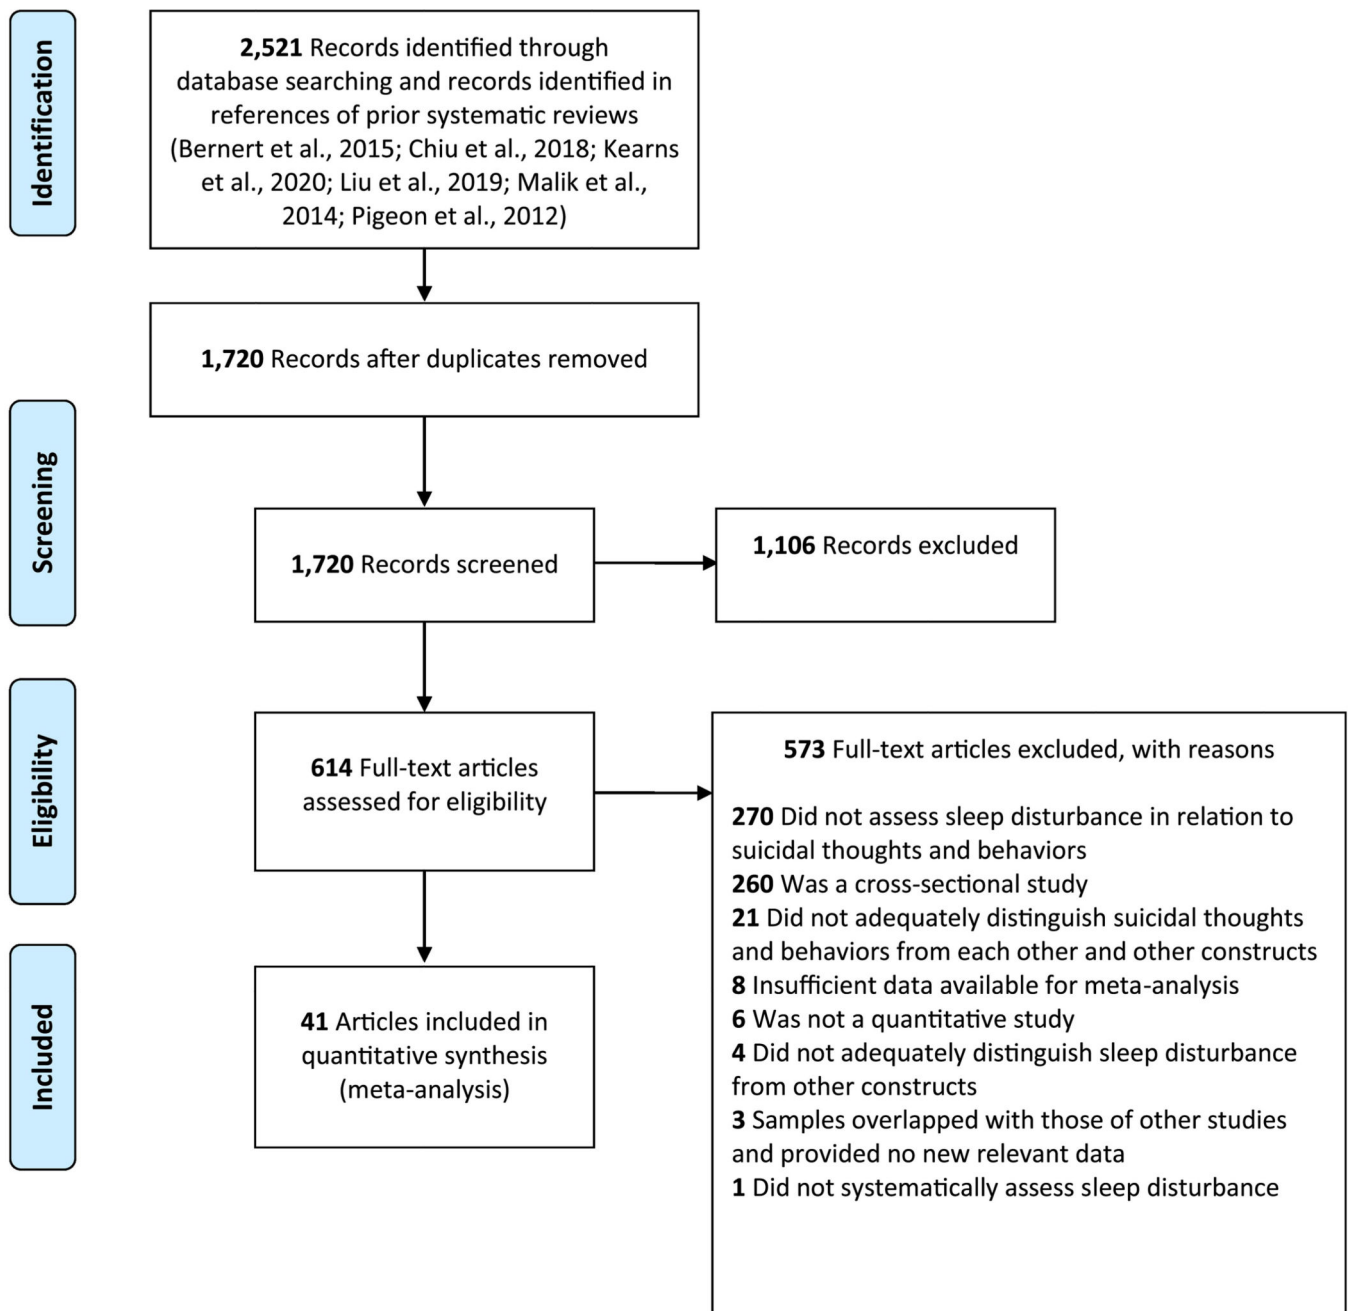 Identification
2,521 Records identified through
database searching and records identified in
references of prior systematic reviews
(Bernert et al., 2015; Chiu et al., 2018; Kearns
et al., 2020; Liu et al., 2019; Malik et al.,
2014; Pigeon et al., 2012)
1,720 Records after duplicates removed
Screening
1,720 Records screened
1,106 Records excluded
Eligibility
614 Full-text articles
assessed for eligibility
573 Full-text articles excluded, with reasons
270 Did not assess sleep disturbance in relation to
suicidal thoughts and behaviors
260 Was a cross-sectional study
21 Did not adequately distinguish suicidal thoughts
and behaviors from each other and other constructs
8 Insufficient data available for meta-analysis
6 Was not a quantitative study
4 Did not adequately distinguish sleep disturbance
from other constructs
3 Samples overlapped with those of other studies
and provided no new relevant data
1 Did not systematically assess sleep disturbance
Included
41 Articles included in
quantitative synthesis
(meta-analysis)